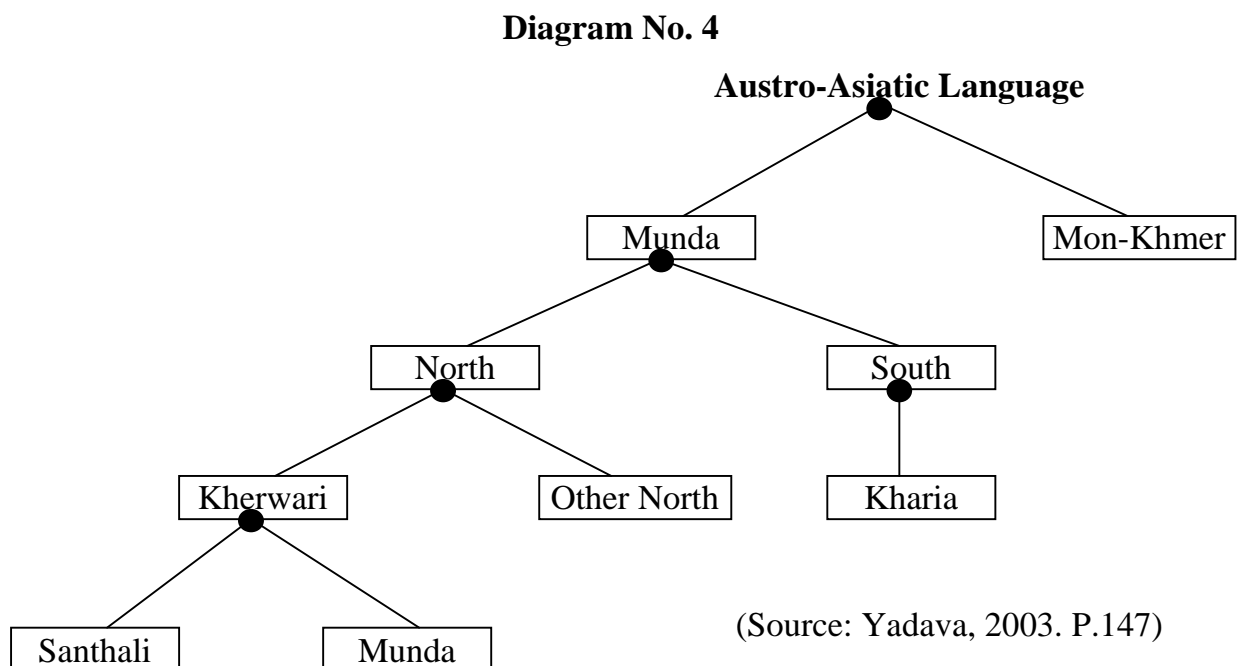 Diagram No. 4
Austro-Asiatic Language
Munda
Mon-Khmer
North
South
Kherwari
Other North
Kharia
Santhali
Munda
(Source: Yadava, 2003. P.147)